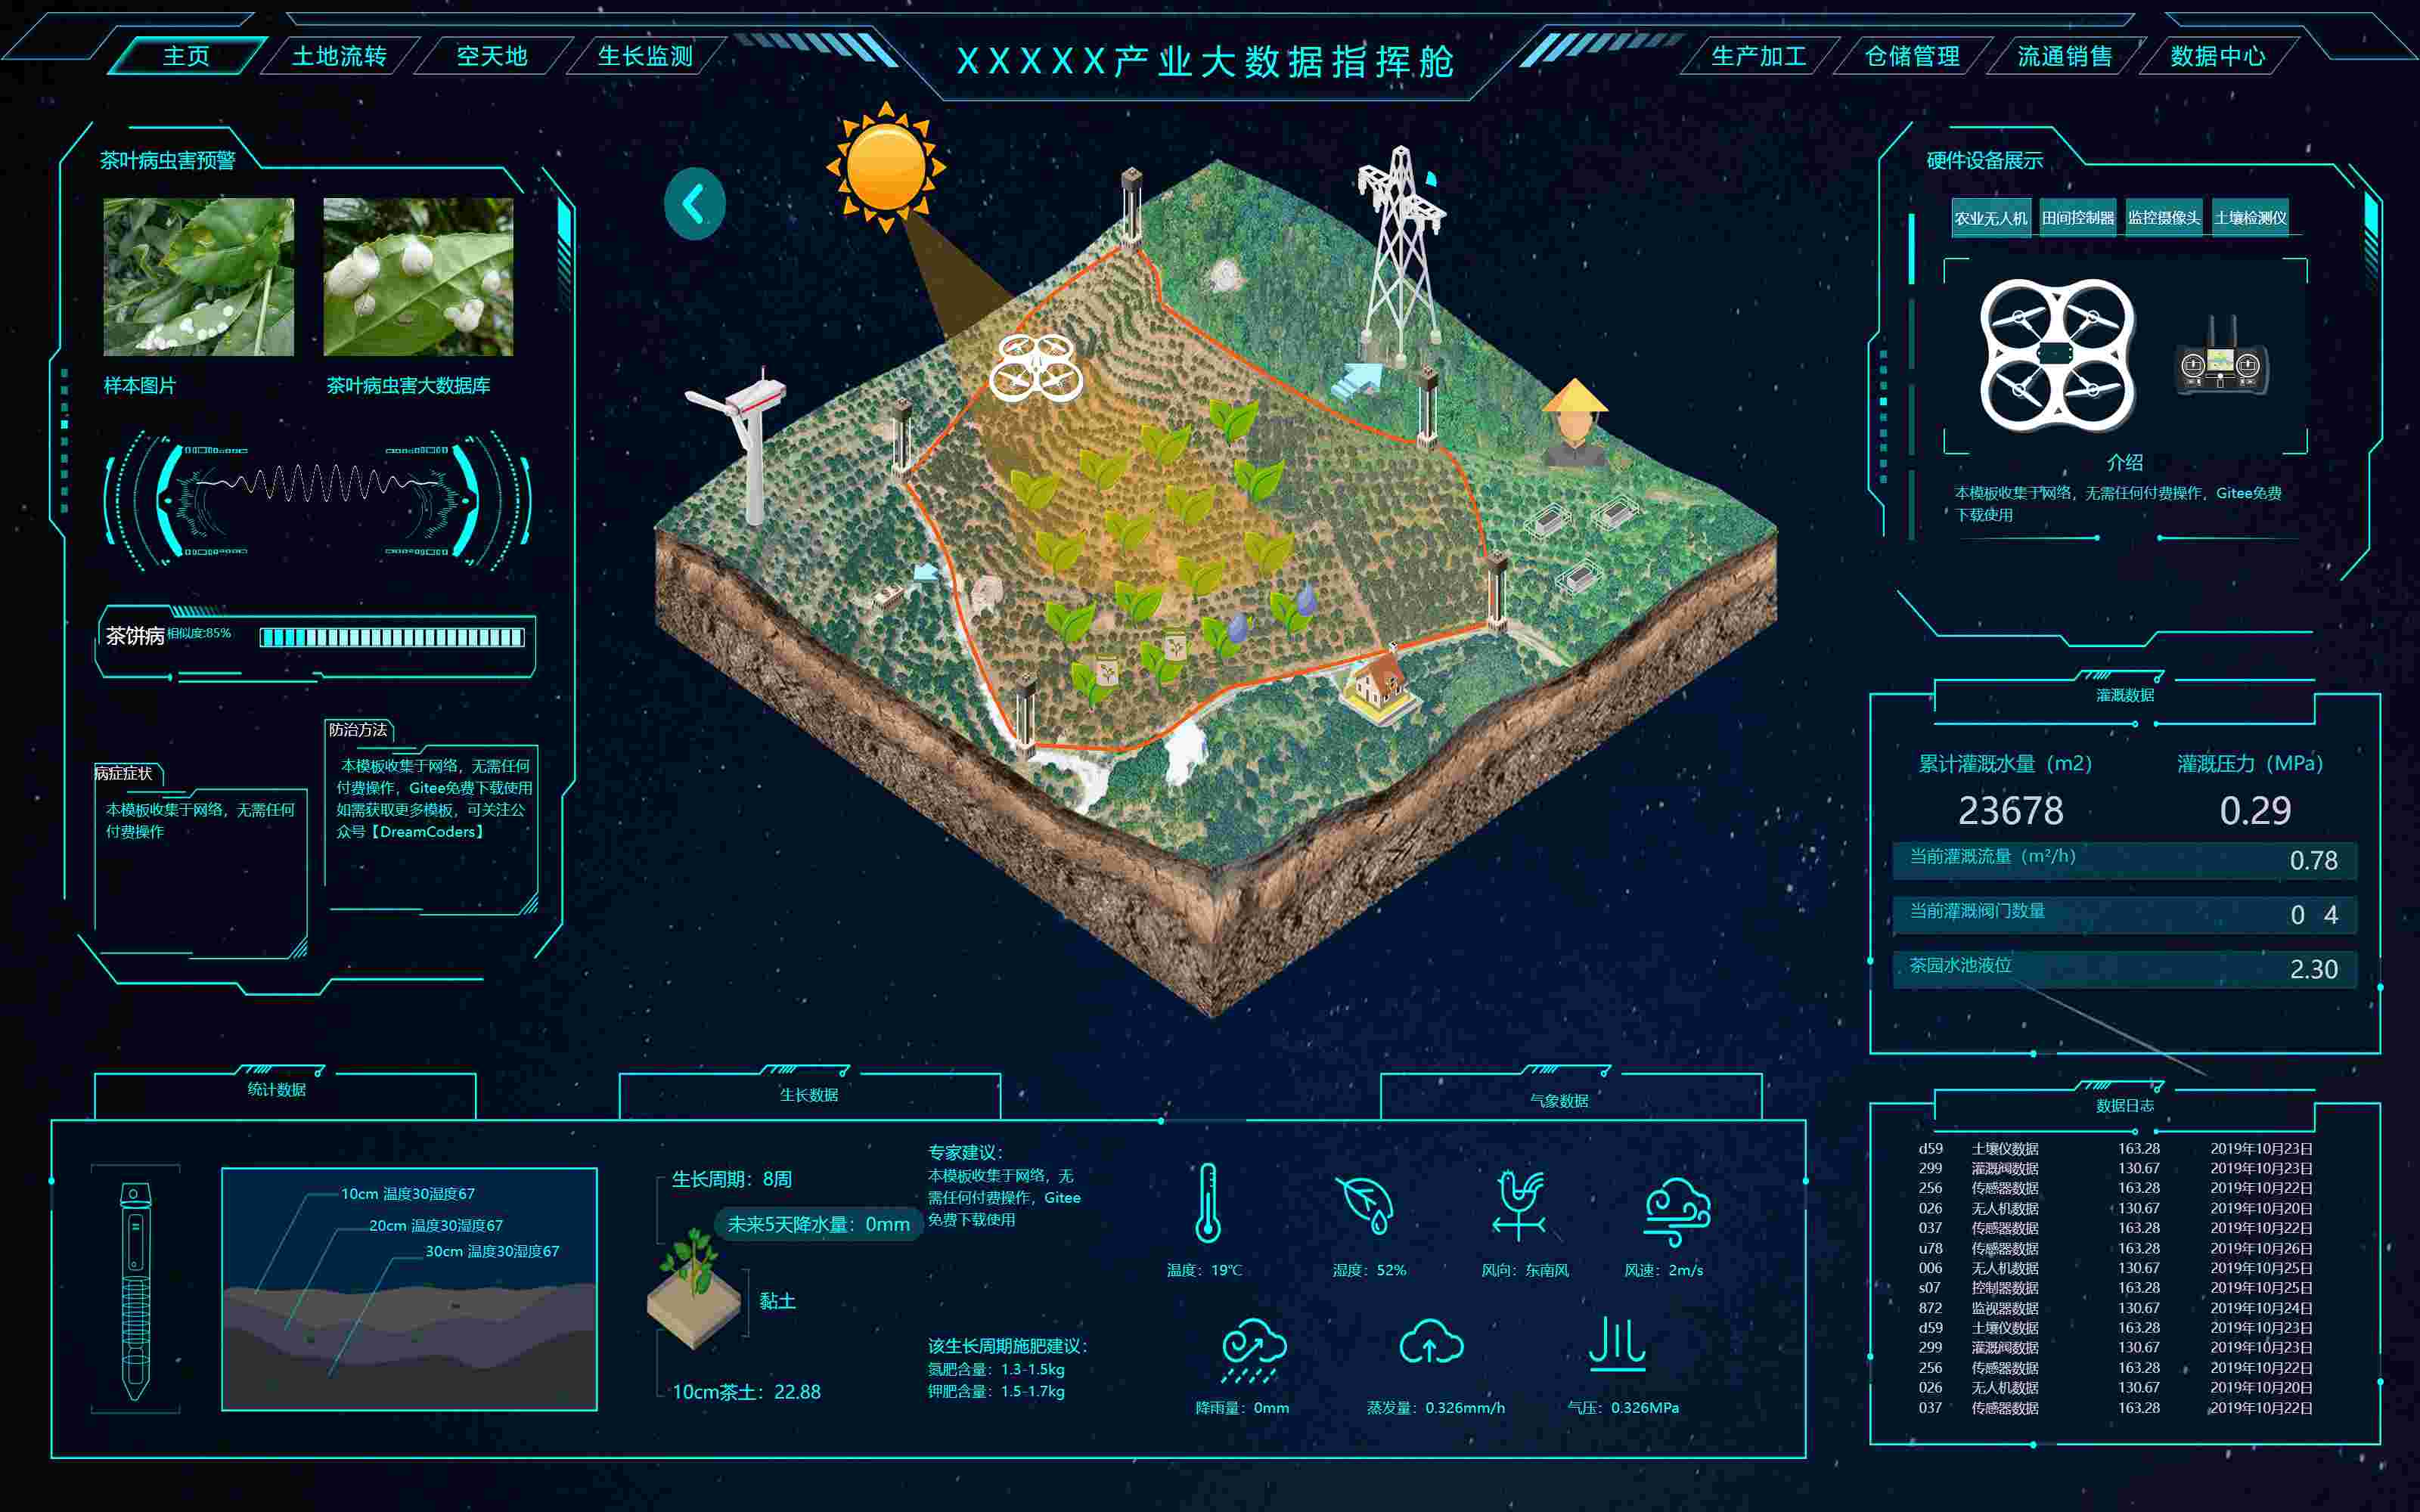 主页
土地流转
空天地
生长监测
XXXXX产业大数据指挥舱
生产加工
仓储管理
流通销售
数据中心
茶叶病虫害预警
样本图片
茶叶病虫害大数据库
茶饼病 相似度:85%
病症症状
本模板收集于网络，无需任何
付费操作
防治方法
本模板收集于网络，无需任何
付费操作，Gitee免费下载使用
如需获取更多模板，可关注公
众号【DreamCoders】
硬件设备展示
农业无人机
田间控制器
监控摄像头
土壤检测仪
介绍
本模板收集于网络，无需任何付费操作，Gitee免费
下载使用
灌溉数据
累计灌溉水量（m2） 灌溉压力（MPa）
23678 0.29
当前灌溉流量（m²/h） 0.78
当前灌溉阀门数量 0 4
茶园水池液位 2.30
统计数据
10cm 温度30湿度67
20cm 温度30湿度67
30cm 温度30湿度67
生长数据
生长周期：8周
未来5天降水量：0mm
黏土
10cm茶土：22.88
专家建议：
本模板收集于网络，无
需任何付费操作，Gitee
免费下载使用
该生长周期施肥建议：
氮肥含量：1.3-1.5kg
钾肥含量：1.5-1.7kg
气象数据
温度：19℃
湿度：52%
风向：东南风
风速：2m/s
降雨量：0mm
蒸发量：0.326mm/h
气压：0.326MPa
数据日志
d59 土壤仪数据 163.28 2019年10月23日
299 灌溉阀数据 130.67 2019年10月23日
256 传感器数据 163.28 2019年10月22日
026 无人机数据 130.67 2019年10月20日
037 传感器数据 163.28 2019年10月22日
u78 传感器数据 163.28 2019年10月26日
006 无人机数据 130.67 2019年10月25日
s07 控制器数据 163.28 2019年10月25日
872 监视器数据 130.67 2019年10月24日
d59 土壤仪数据 163.28 2019年10月23日
299 灌溉阀数据 130.67 2019年10月23日
256 传感器数据 163.28 2019年10月22日
026 无人机数据 130.67 2019年10月20日
037 传感器数据 163.28 2019年10月22日